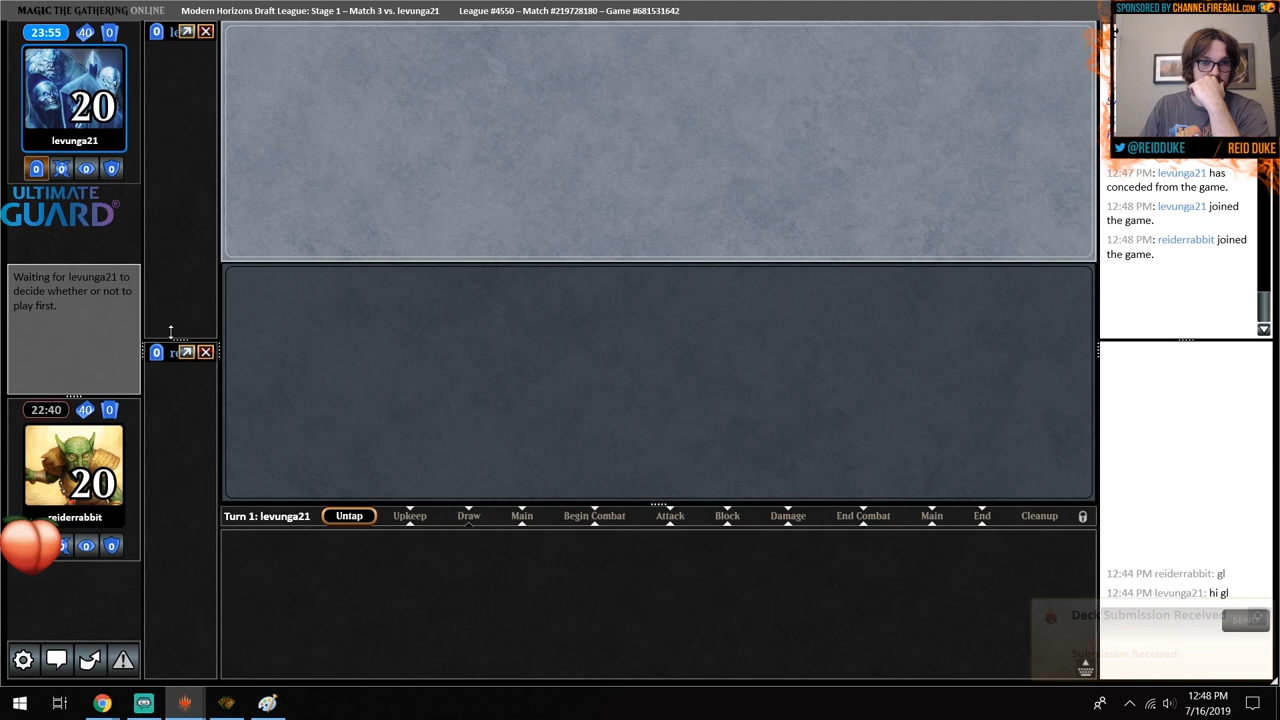 MAGIC THE GATHERING ONLINE
Modern Horizons Draft League: Stage 1 – Match 3 vs. levunga21
League #4550 – Match #219728180 – Game #681531642
SPONSORED BY CHANNELFIREBALL.COM
@REIDDUKE
REID DUKE
23:55
40
0
20
levunga21
0
0
0
0
ULTIMATE
GUARD®
Waiting for levunga21 to
decide whether or not to
play first.
22:40
40
0
20
reiderrabbit
0
0
0
0
12:47 PM: levunga21 has
conceded from the game.
12:48 PM: levunga21 joined
the game.
12:48 PM: reiderrabbit joined
the game.
Turn 1: levunga21
Untap
Upkeep
Draw
Main
Begin Combat
Attack
Block
Damage
End Combat
Main
End
Cleanup
12:44 PM reiderrabbit: gl
12:44 PM levunga21: hi gl
Deck Submission Received
Submission Received.
12:48 PM
7/16/2019